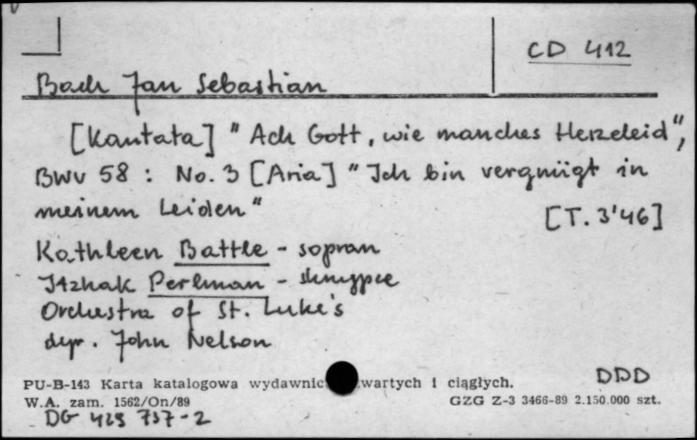 CD 412
Bach Jan Sebastian
[Kantata] "Ach Gott, wie manches Herzeleid",
BWV 58 : No. 3 [Aria] "Ich bin vergnügt in
meinem Leiden"
[T. 3'46]
Kathleen Battle - sopran
Itzhak Perlman - skrzypce
Orchestra of St. Luke's
dyr. John Nelson
DDD
PU-B-143 Karta katalogowa wydawnic wartych i ciągłych.
W.A. zam. 1562/On/89 GZG Z-3 3466-89 2.150.000 szt.
DG 429 737-2